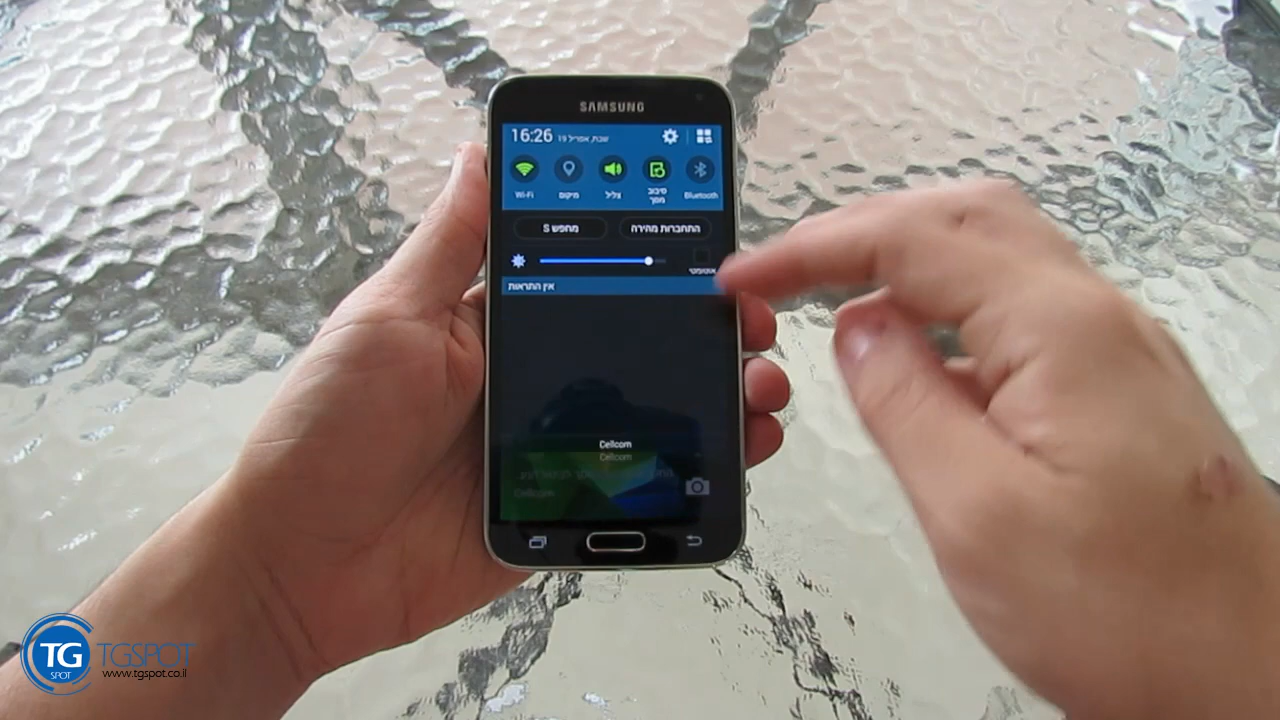 SAMSUNG
16:26 שבת, אפריל 19
Wi-Fi
מיקום
צליל
סיבוב
מסך
Bluetooth
מחפש S
התחברות מהירה
אוטומטי
אין התראות
Cellcom
Cellcom
Cellcom
TG
SPOT
TGSPOT
www.tgspot.co.il